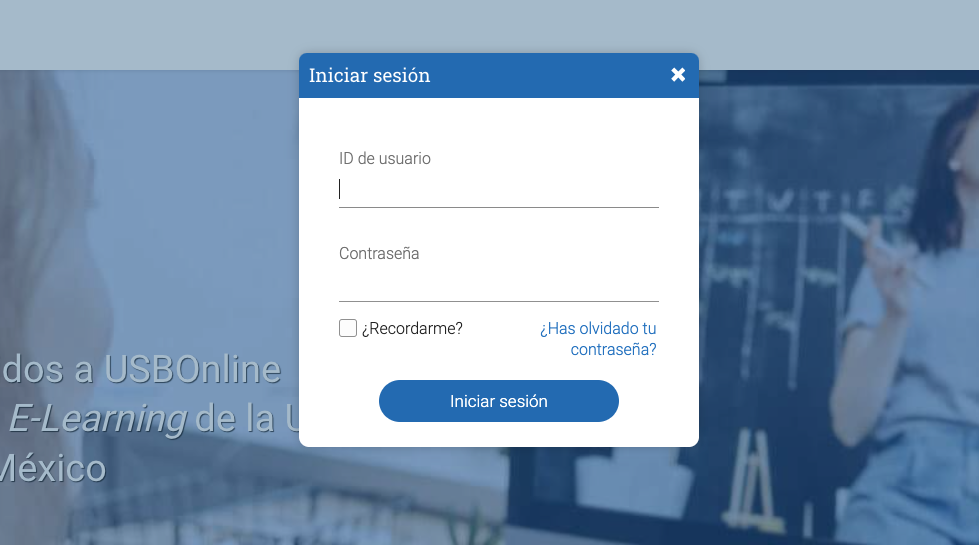 Iniciar sesión
ID de usuario
Contraseña
¿Recordarme?
¿Has olvidado tu
contraseña?
Iniciar sesión
dos a USBOnline
E-Learning de la
México